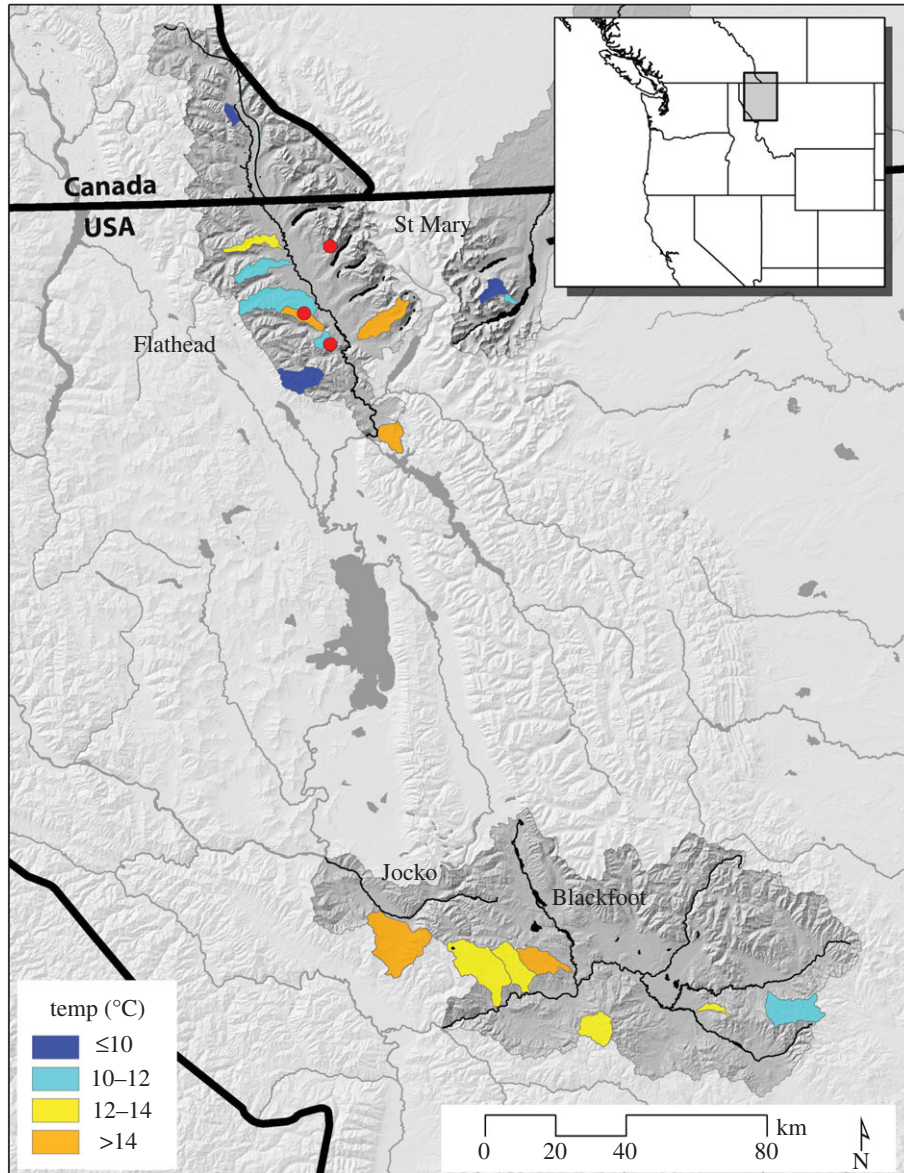 Canada
USA
St Mary
Flathead
Jocko
Blackfoot
temp (°C)
≤10
10–12
12–14
>14
km
0 20 40 80
N